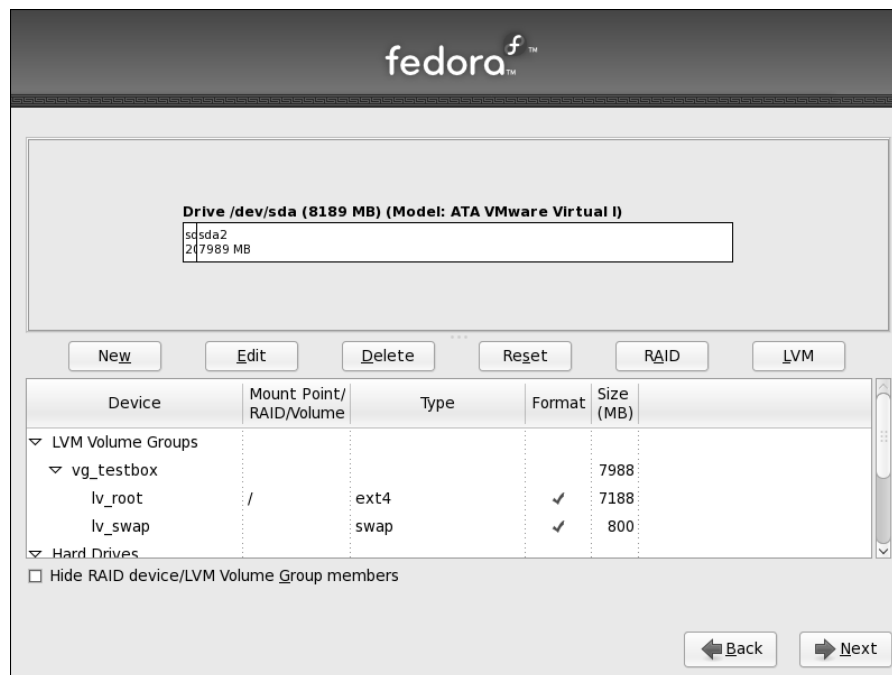 fedora™
Drive /dev/sda (8189 MB) (Model: ATA VMware Virtual I)
sda2
7989 MB
New Edit Delete Reset RAID LVM
Device Mount Point/ RAID/Volume Type Format Size (MB)
LVM Volume Groups
vg_testbox 7988
lv_root / ext4 7188
lv_swap swap 800
Hard Drives
Hide RAID device/LVM Volume Group members
Back Next